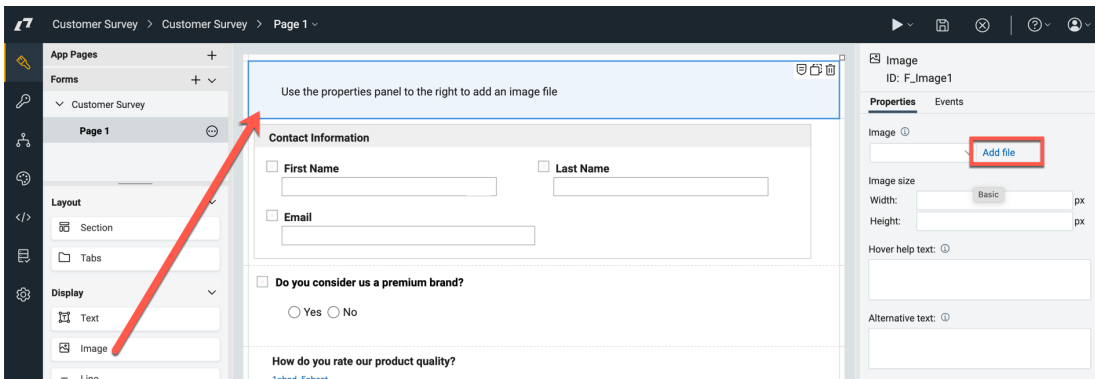 Customer Survey > Customer Survey > Page 1
App Pages
Forms
Customer Survey
Page 1
Layout
Section
Tabs
Display
Text
Image
Line
Use the properties panel to the right to add an image file
Contact Information
First Name
Last Name
Email
Do you consider us a premium brand?
Yes No
How do you rate our product quality?
Image
ID: F_Image1
Properties Events
Image
Add file
Image size
Basic
Width: px
Height: px
Hover help text:
Alternative text: